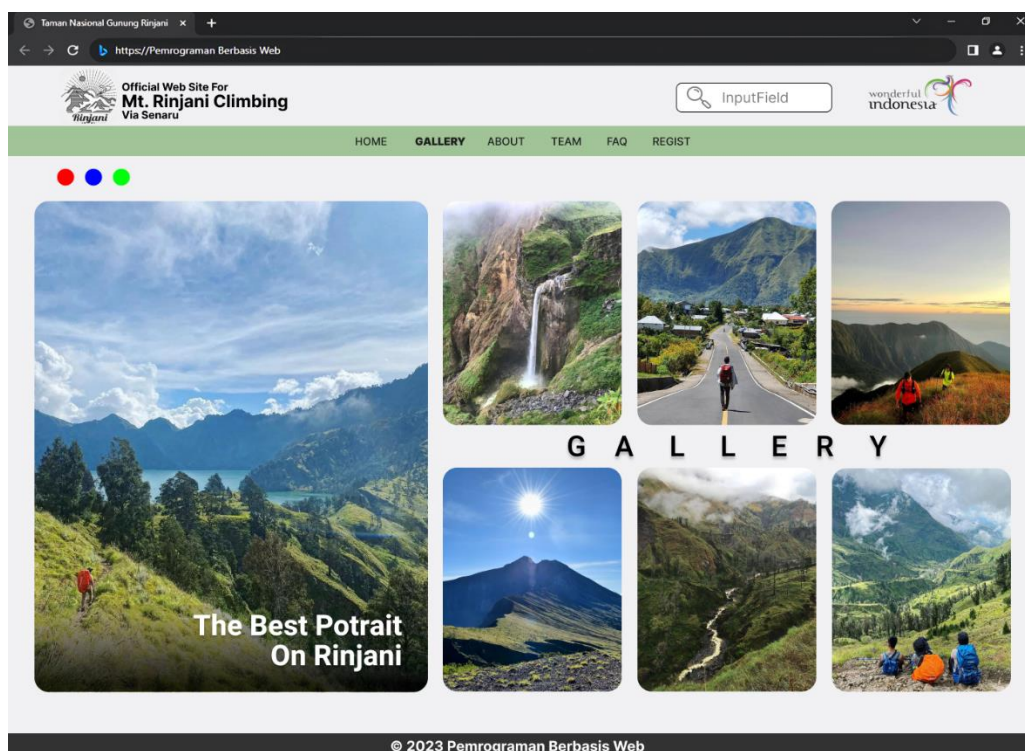 Taman Nasional Gunung Rinjani
https://Pemrograman Berbasis Web
Rinjani
Official Web Site For
Mt. Rinjani Climbing
Via Senaru
InputField
wonderful
indonesia
HOME GALLERY ABOUT TEAM FAQ REGIST
GALLERY
The Best Potrait
On Rinjani
© 2023 Pemrograman Berbasis Web